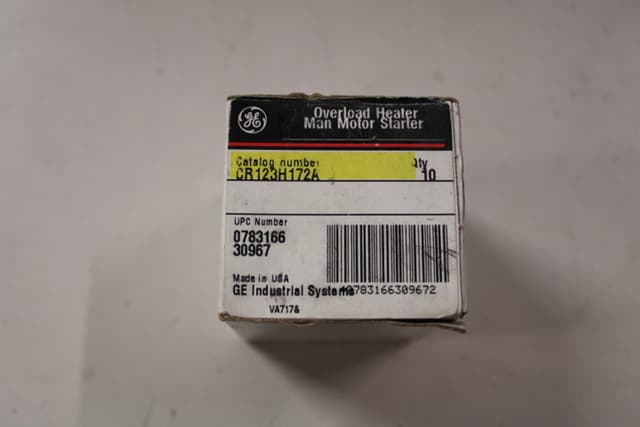 GE
Overload Heater
Man Motor Starter
Catalog number Qty
CR123H172A 10
UPC Number
0783166
30967
Made in USA
GE Industrial Systems
0783166309672
VA717&